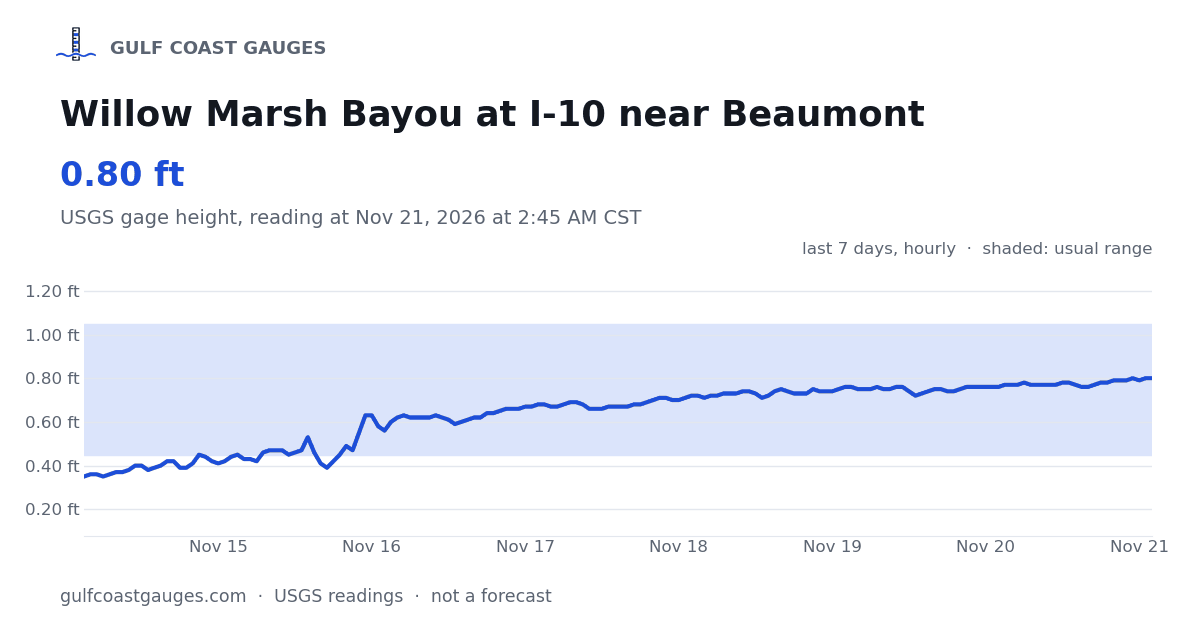 GULF COAST GAUGES
Willow Marsh Bayou at I-10 near Beaumont
0.80 ft
USGS gage height, reading at Nov 21, 2026 at 2:45 AM CST
last 7 days, hourly · shaded: usual range
1.20 ft
1.00 ft
0.80 ft
0.60 ft
0.40 ft
0.20 ft
Nov 15 Nov 16 Nov 17 Nov 18 Nov 19 Nov 20 Nov 21
gulfcoastgauges.com · USGS readings · not a forecast